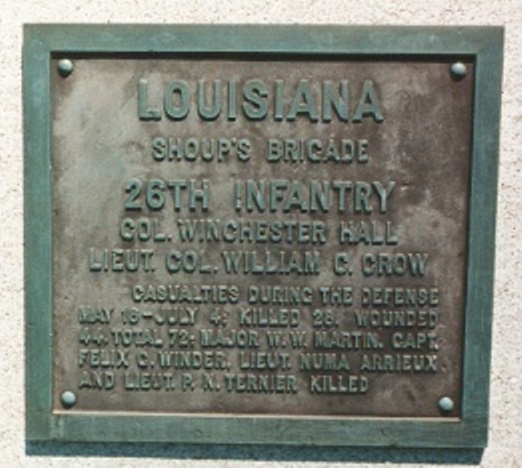 LOUISIANA
SHOUP'S BRIGADE
26TH INFANTRY
COL. WINCHESTER HALL
LIEUT. COL. WILLIAM C. CROW
CASUALTIES DURING THE DEFENSE
MAY 18-JULY 4: KILLED 28, WOUNDED
44, TOTAL 72: MAJOR W. W. MARTIN, CAPT.
FELIX G. WINDER, LIEUT. NUMA ARRIEUX
AND LIEUT. P. N. TERNIER KILLED